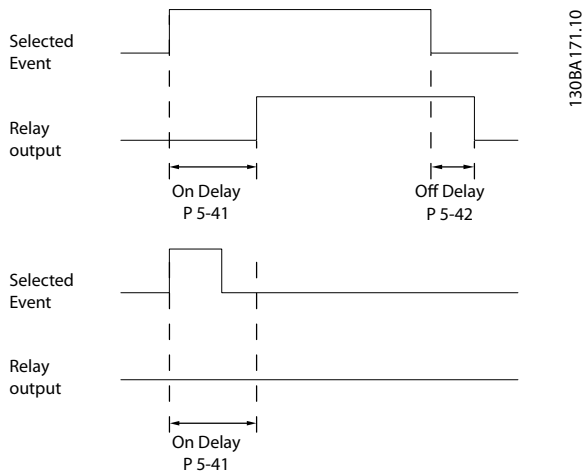 Selected
Event
Relay
output
On Delay
P 5-41
Off Delay
P 5-42
Selected
Event
Relay
output
On Delay
P 5-41
130BA171.10